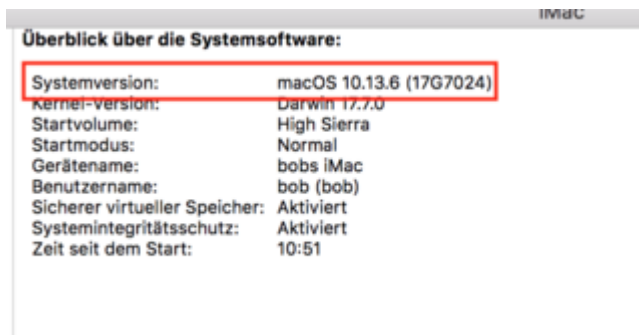 iMac
Überblick über die Systemsoftware:
Systemversion: macOS 10.13.6 (17G7024)
Kernel-Version: Darwin 17.7.0
Startvolume: High Sierra
Startmodus: Normal
Gerätename: bobs iMac
Benutzername: bob (bob)
Sicherer virtueller Speicher: Aktiviert
Systemintegritätsschutz: Aktiviert
Zeit seit dem Start: 10:51